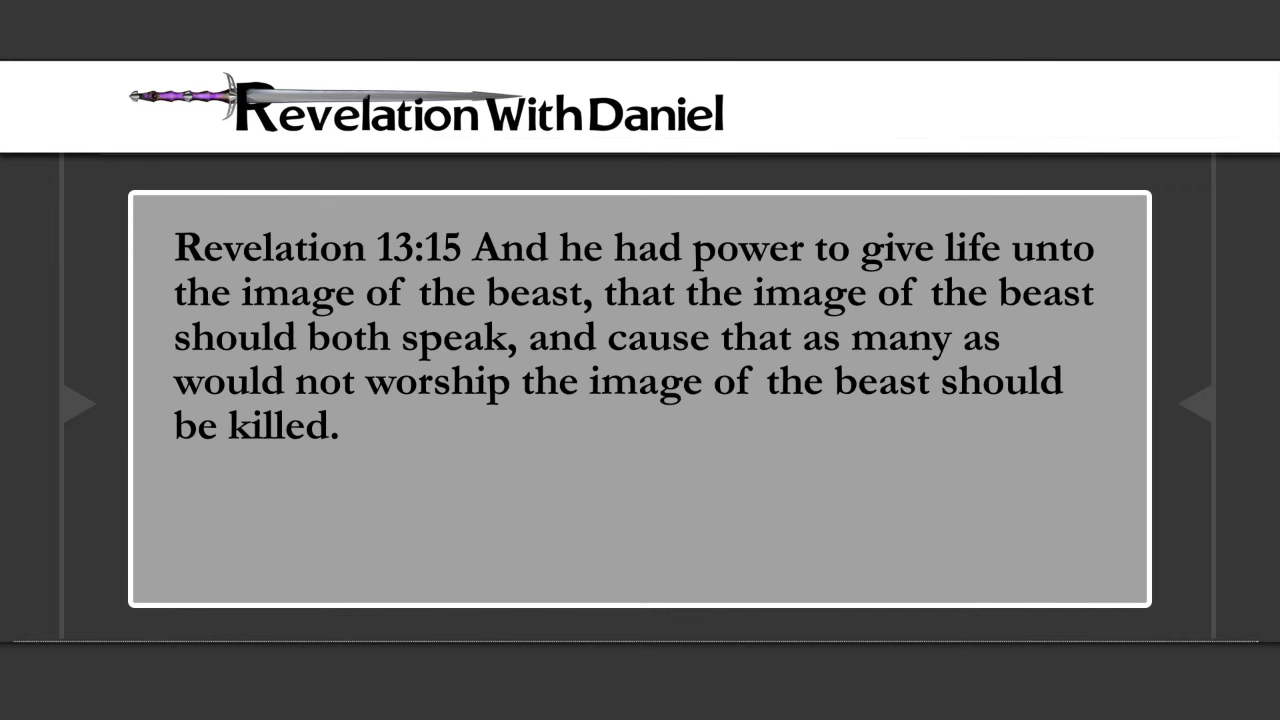 Revelation With Daniel
Revelation 13:15 And he had power to give life unto
the image of the beast, that the image of the beast
should both speak, and cause that as many as
would not worship the image of the beast should
be killed.